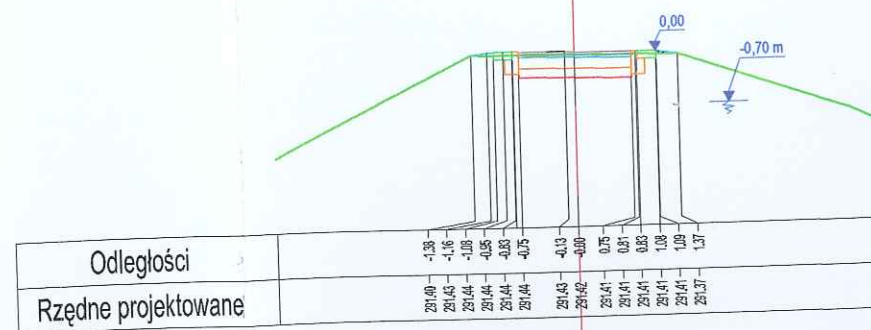 0,00
-0,70 m
Odległości -1.38 -1.16 -1.08 -0.95 -0.83 -0.75 -0.13 -0.00 0.75 0.81 0.83 1.08 1.09 1.37
Rzędne projektowane 291.40 291.43 291.44 291.44 291.44 291.44 291.43 291.42 291.41 291.41 291.41 291.41 291.41 291.37